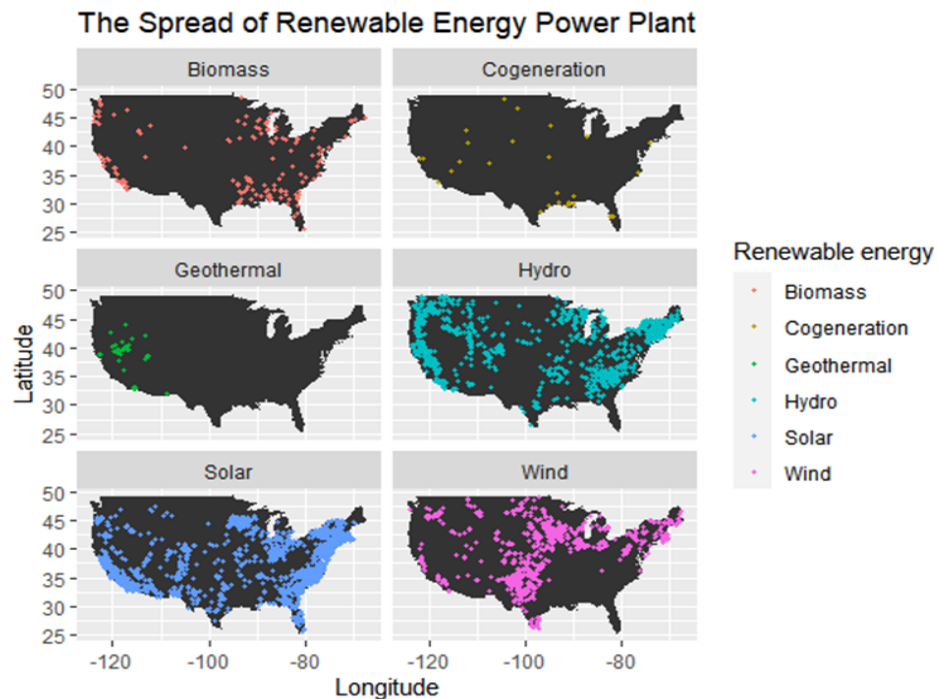 The Spread of Renewable Energy Power Plant
Biomass
Cogeneration
50
45
40
35
30
25
Geothermal
Hydro
50
45
40
35
30
25
Solar
Wind
50
45
40
35
30
25
-120 -100 -80 -120 -100 -80
Longitude
Latitude
Renewable energy
Biomass
Cogeneration
Geothermal
Hydro
Solar
Wind